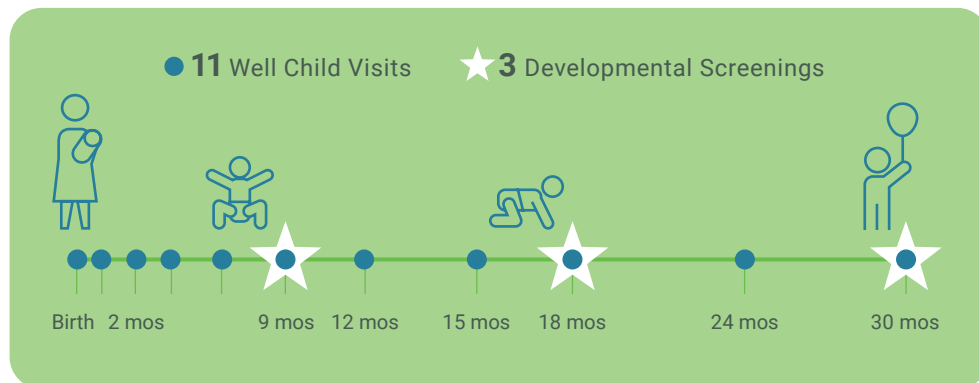 11 Well Child Visits 3 Developmental Screenings
Birth 2 mos 9 mos 12 mos 15 mos 18 mos 24 mos 30 mos